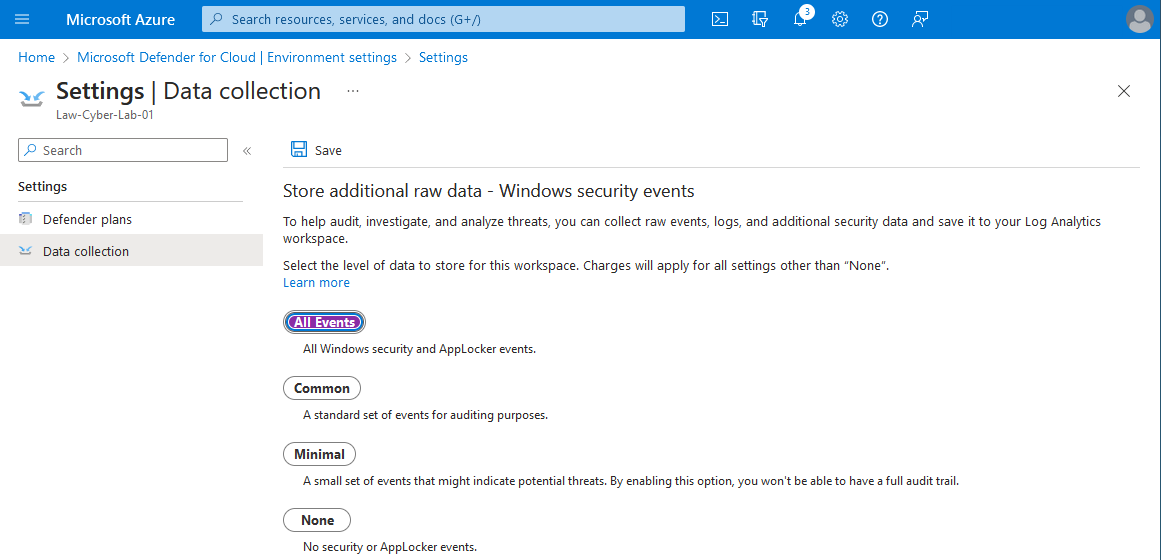 Microsoft Azure
Search resources, services, and docs (G+/)
3
Home > Microsoft Defender for Cloud | Environment settings > Settings
Settings | Data collection ...
Law-Cyber-Lab-01
Search
«
Save
Settings
Defender plans
Data collection
Store additional raw data - Windows security events
To help audit, investigate, and analyze threats, you can collect raw events, logs, and additional security data and save it to your Log Analytics
workspace.
Select the level of data to store for this workspace. Charges will apply for all settings other than “None”.
Learn more
All Events
All Windows security and AppLocker events.
Common
A standard set of events for auditing purposes.
Minimal
A small set of events that might indicate potential threats. By enabling this option, you won't be able to have a full audit trail.
None
No security or AppLocker events.